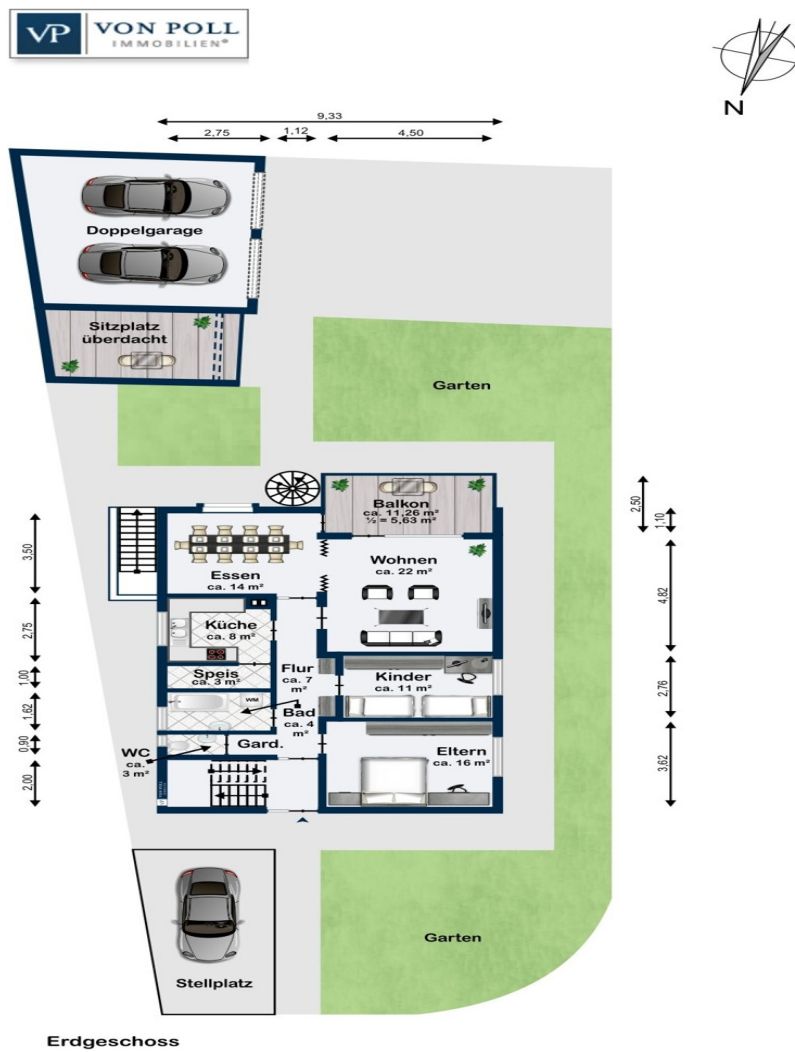 VP VON POLL
IMMOBILIEN®
N
9,33
2,75
1,12
4,50
Doppelgarage
Sitzplatz
überdacht
Garten
Balkon
ca. 11,26 m²
½ = 5,63 m²
2,50
1,10
3,50
Essen
ca. 14 m²
Wohnen
ca. 22 m²
4,82
2,75
Küche
ca. 8 m²
1,00
Speis
ca. 3 m²
Flur
ca. 7
m²
Kinder
ca. 11 m²
2,76
1,62
WM
Bad
ca. 4
m²
0,90
WC
ca.
3 m²
Gard.
Eltern
ca. 16 m²
3,62
2,00
Stellplatz
Garten
Erdgeschoss